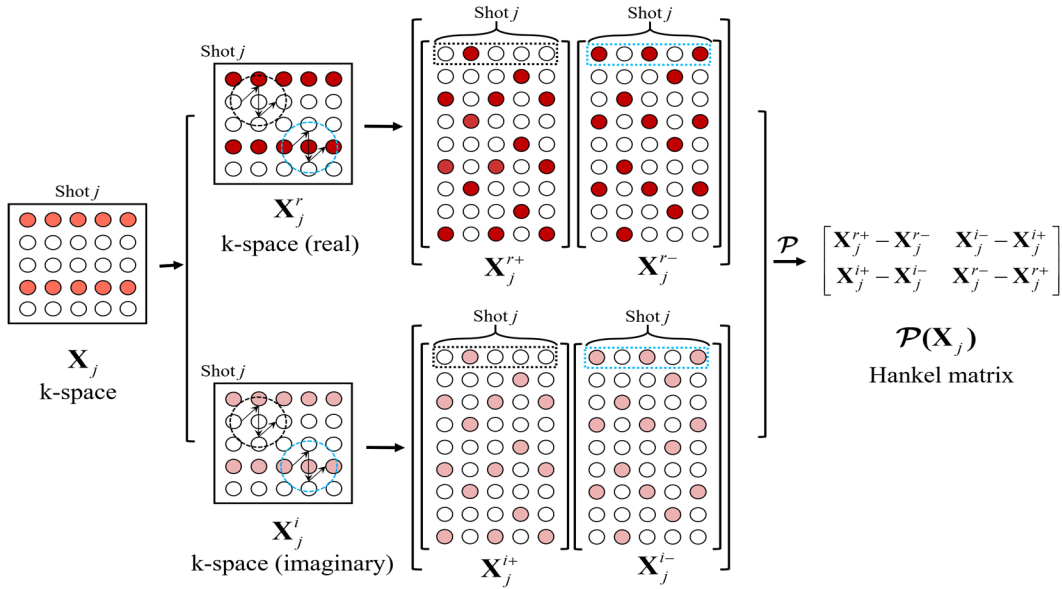 Shot j
X_j
k-space
Shot j
X_j^r
k-space (real)
Shot j
X_j^i
k-space (imaginary)
Shot j
Shot j
X_j^{r+}
X_j^{r−}
Shot j
Shot j
X_j^{i+}
X_j^{i−}
𝒫
X_j^{r+} − X_j^{r−} X_j^{i−} − X_j^{i+}
X_j^{i+} − X_j^{i−} X_j^{r−} − X_j^{r+}
𝒫(X_j)
Hankel matrix